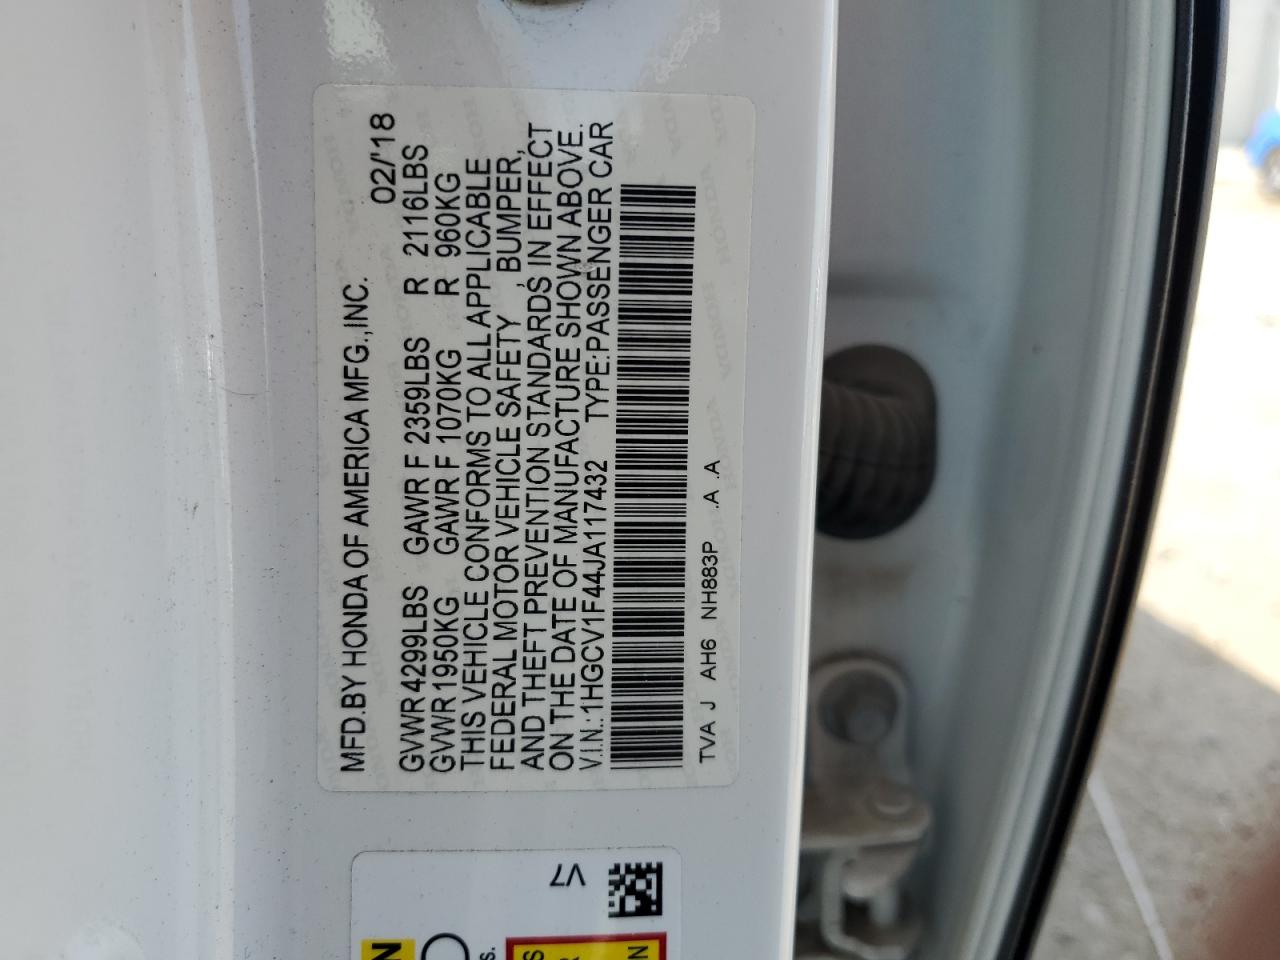 MFD.BY HONDA OF AMERICA MFG.,INC. 02/'18
GVWR 4299LBS GAWR F 2359LBS R 2116LBS
GVWR 1950KG GAWR F 1070KG R 960KG
THIS VEHICLE CONFORMS TO ALL APPLICABLE
FEDERAL MOTOR VEHICLE SAFETY , BUMPER,
AND THEFT PREVENTION STANDARDS IN EFFECT
ON THE DATE OF MANUFACTURE SHOWN ABOVE.
V.I.N.:1HGCV1F44JA117432 TYPE:PASSENGER CAR
TVA J AH6 NH883P .A .A
V7